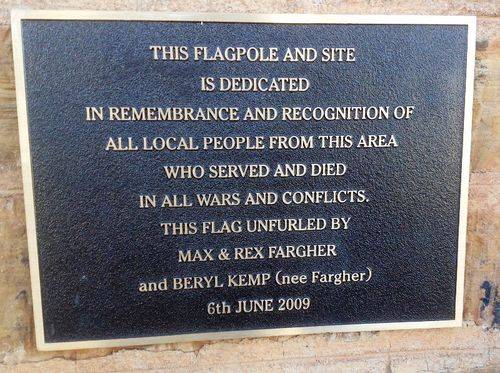 THIS FLAGPOLE AND SITE
IS DEDICATED
IN REMEMBRANCE AND RECOGNITION OF
ALL LOCAL PEOPLE FROM THIS AREA
WHO SERVED AND DIED
IN ALL WARS AND CONFLICTS.
THIS FLAG UNFURLED BY
MAX & REX FARGHER
and BERYL KEMP (nee Fargher)
6th JUNE 2009